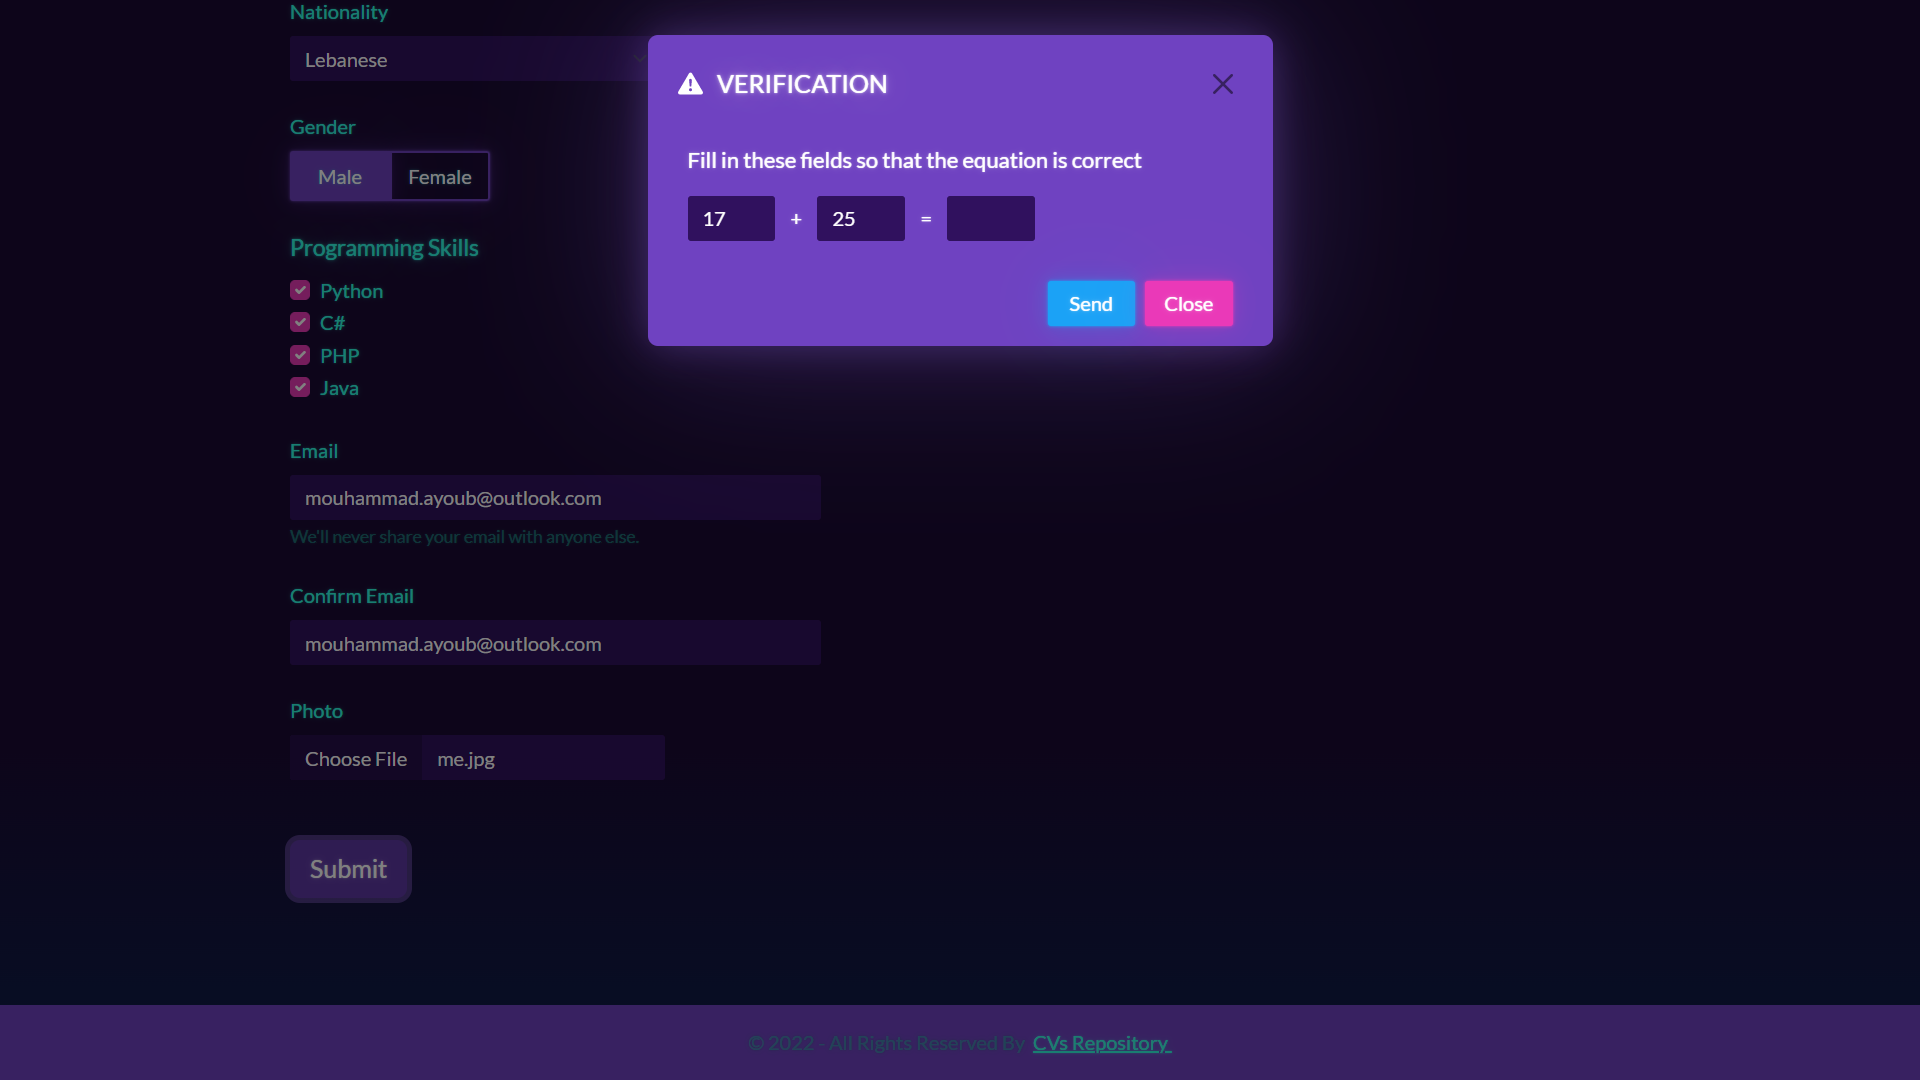 Nationality
Lebanese
Gender
Male Female
Programming Skills
Python
C#
PHP
Java
Email
mouhammad.ayoub@outlook.com
We'll never share your email with anyone else.
Confirm Email
mouhammad.ayoub@outlook.com
Photo
Choose File me.jpg
Submit
VERIFICATION
Fill in these fields so that the equation is correct
17 + 25 =
Send Close
© 2022 - All Rights Reserved By CVs Repository